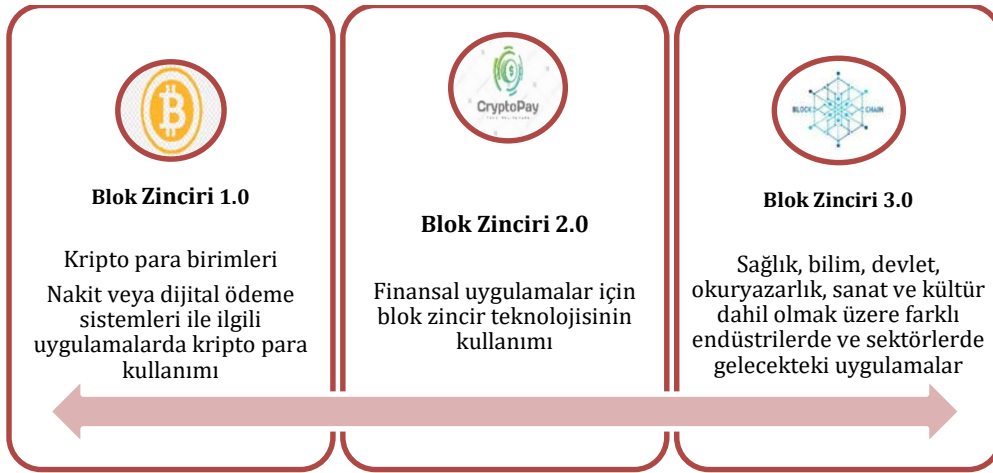 Blok Zinciri 1.0
Kripto para birimleri
Nakit veya dijital ödeme
sistemleri ile ilgili
uygulamalarda kripto para
kullanımı
CryptoPay
Blok Zinciri 2.0
Finansal uygulamalar için
blok zincir teknolojisinin
kullanımı
BLOCK CHAIN
Blok Zinciri 3.0
Sağlık, bilim, devlet,
okuryazarlık, sanat ve kültür
dahil olmak üzere farklı
endüstrilerde ve sektörlerde
gelecekteki uygulamalar